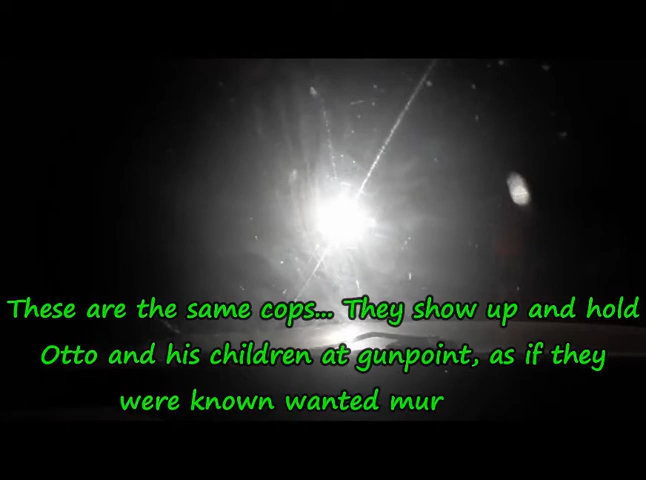 These are the same cops... They show up and hold
Otto and his children at gunpoint, as if they
were known wanted mur